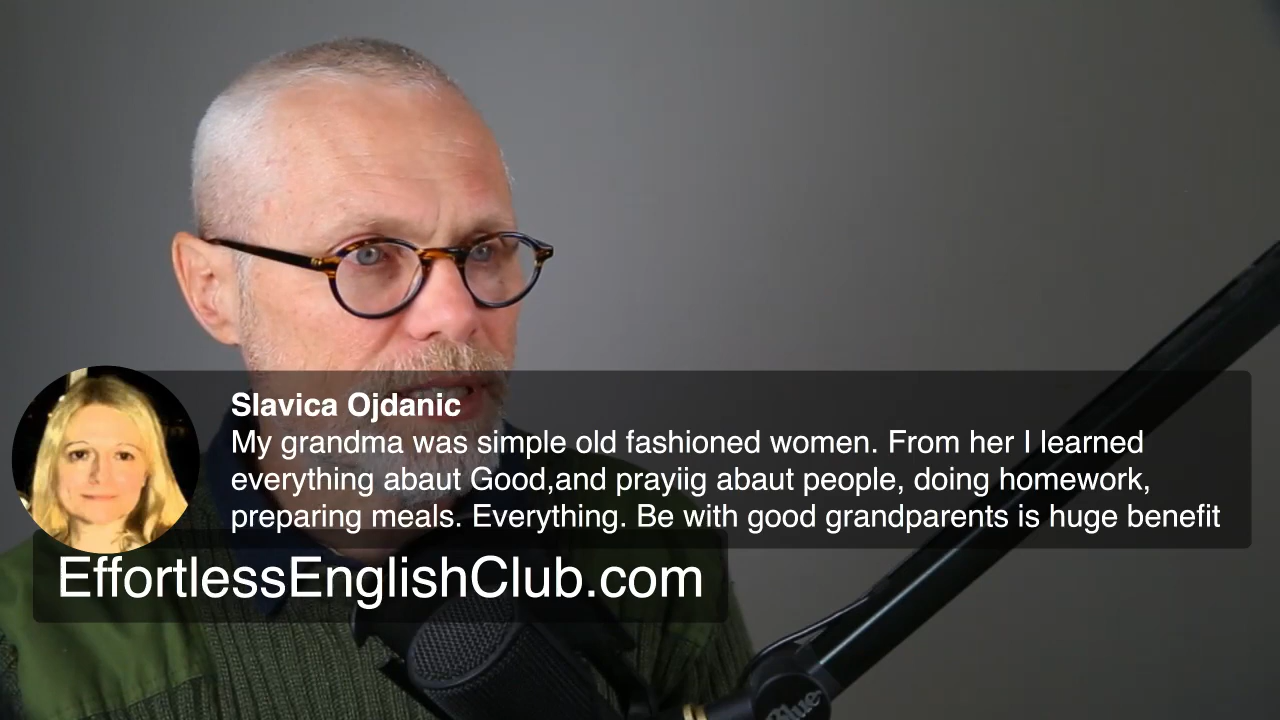 Slavica Ojdanic
My grandma was simple old fashioned women. From her I learned
everything abaut Good,and prayiig abaut people, doing homework,
preparing meals. Everything. Be with good grandparents is huge benefit
EffortlessEnglishClub.com
Blue